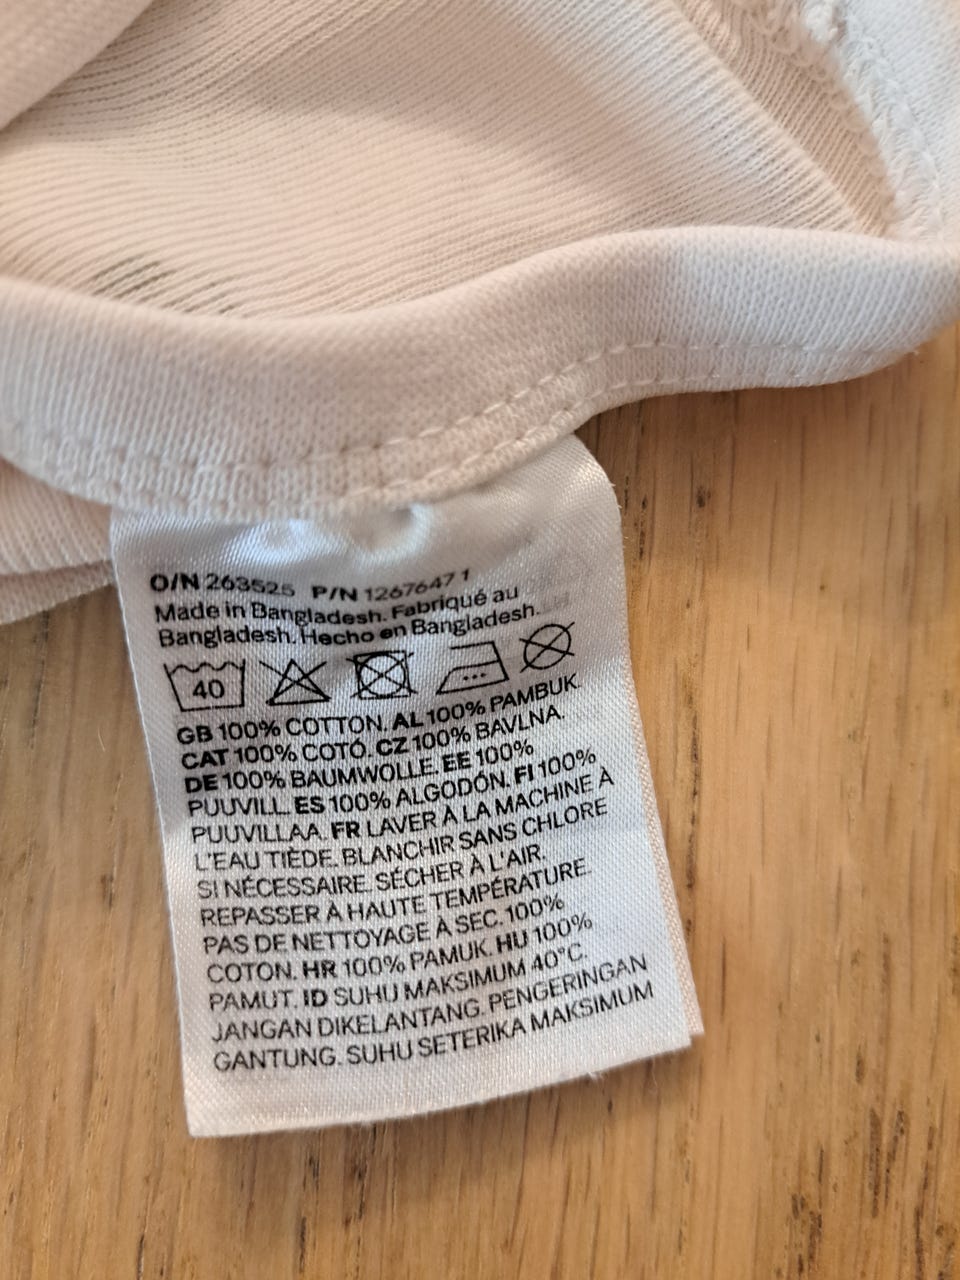 O/N 263525 P/N 12676471
Made in Bangladesh. Fabriqué au
Bangladesh. Hecho en Bangladesh.
40
GB 100% COTTON. AL 100% PAMBUK.
CAT 100% COTÓ. CZ 100% BAVLNA.
DE 100% BAUMWOLLE. EE 100%
PUUVILL. ES 100% ALGODÓN. FI 100%
PUUVILLAA. FR LAVER À LA MACHINE À
L'EAU TIÈDE. BLANCHIR SANS CHLORE
SI NÉCESSAIRE. SÉCHER À L'AIR.
REPASSER À HAUTE TEMPÉRATURE.
PAS DE NETTOYAGE À SEC. 100%
COTON. HR 100% PAMUK. HU 100%
PAMUT. ID SUHU MAKSIMUM 40°C.
JANGAN DIKELANTANG. PENGERINGAN
GANTUNG. SUHU SETERIKA MAKSIMUM